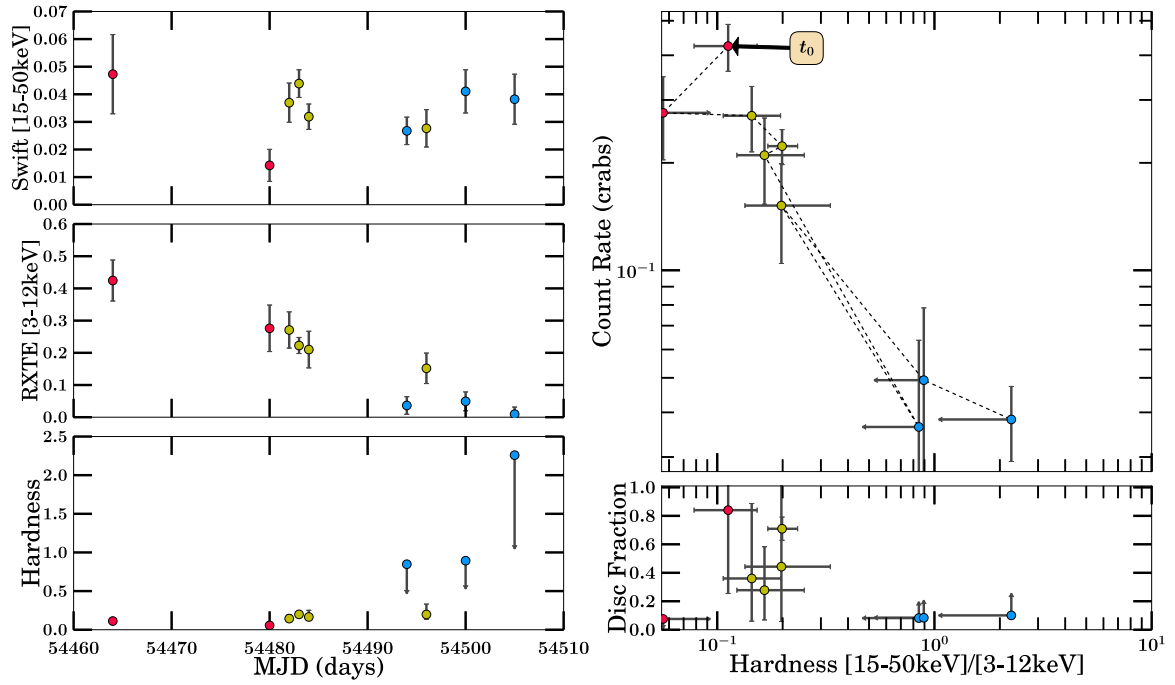 Swift [15-50keV]
0.07
0.06
0.05
0.04
0.03
0.02
0.01
0.00
RXTE [3-12keV]
0.6
0.5
0.4
0.3
0.2
0.1
0.0
Hardness
2.5
2.0
1.5
1.0
0.5
0.0
54460 54470 54480 54490 54500 54510
MJD (days)
t₀
Count Rate (crabs)
10⁻¹
Disc Fraction
1.0
0.8
0.6
0.4
0.2
0.0
10⁻¹ 10⁰ 10¹
Hardness [15-50keV]/[3-12keV]